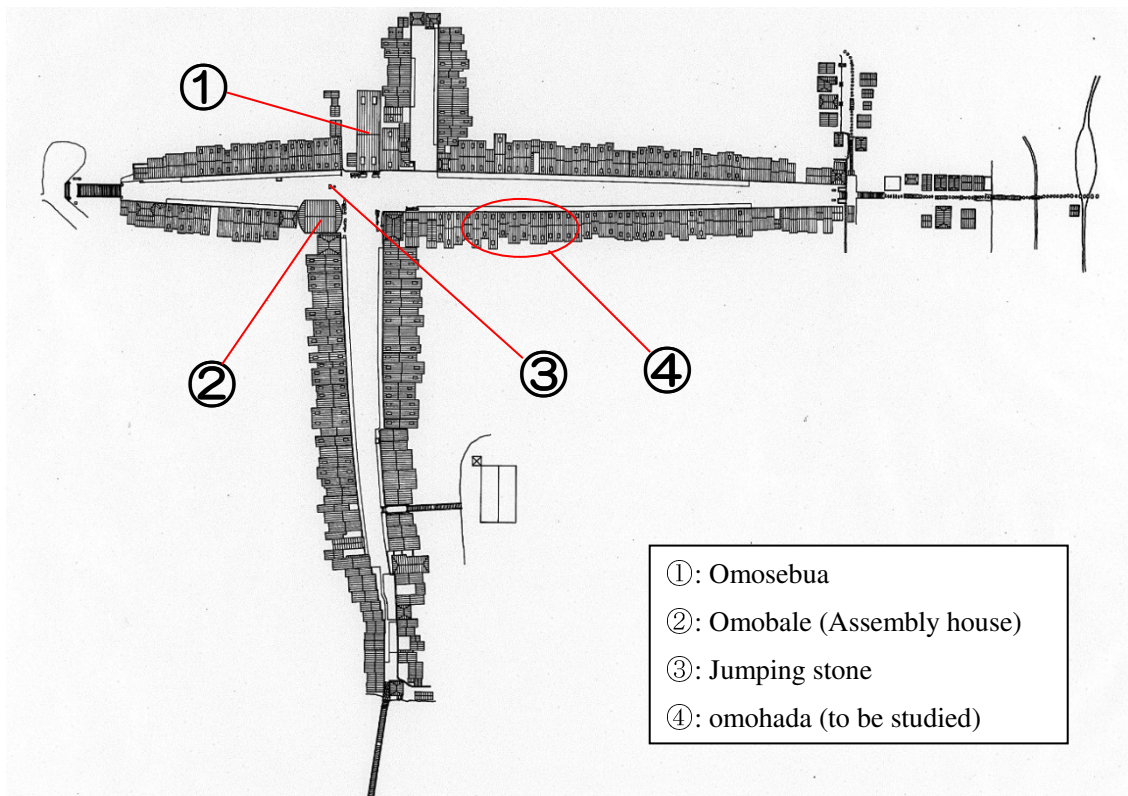 ①
②
③
④
①: Omosebua
②: Omobale (Assembly house)
③: Jumping stone
④: omohada (to be studied)